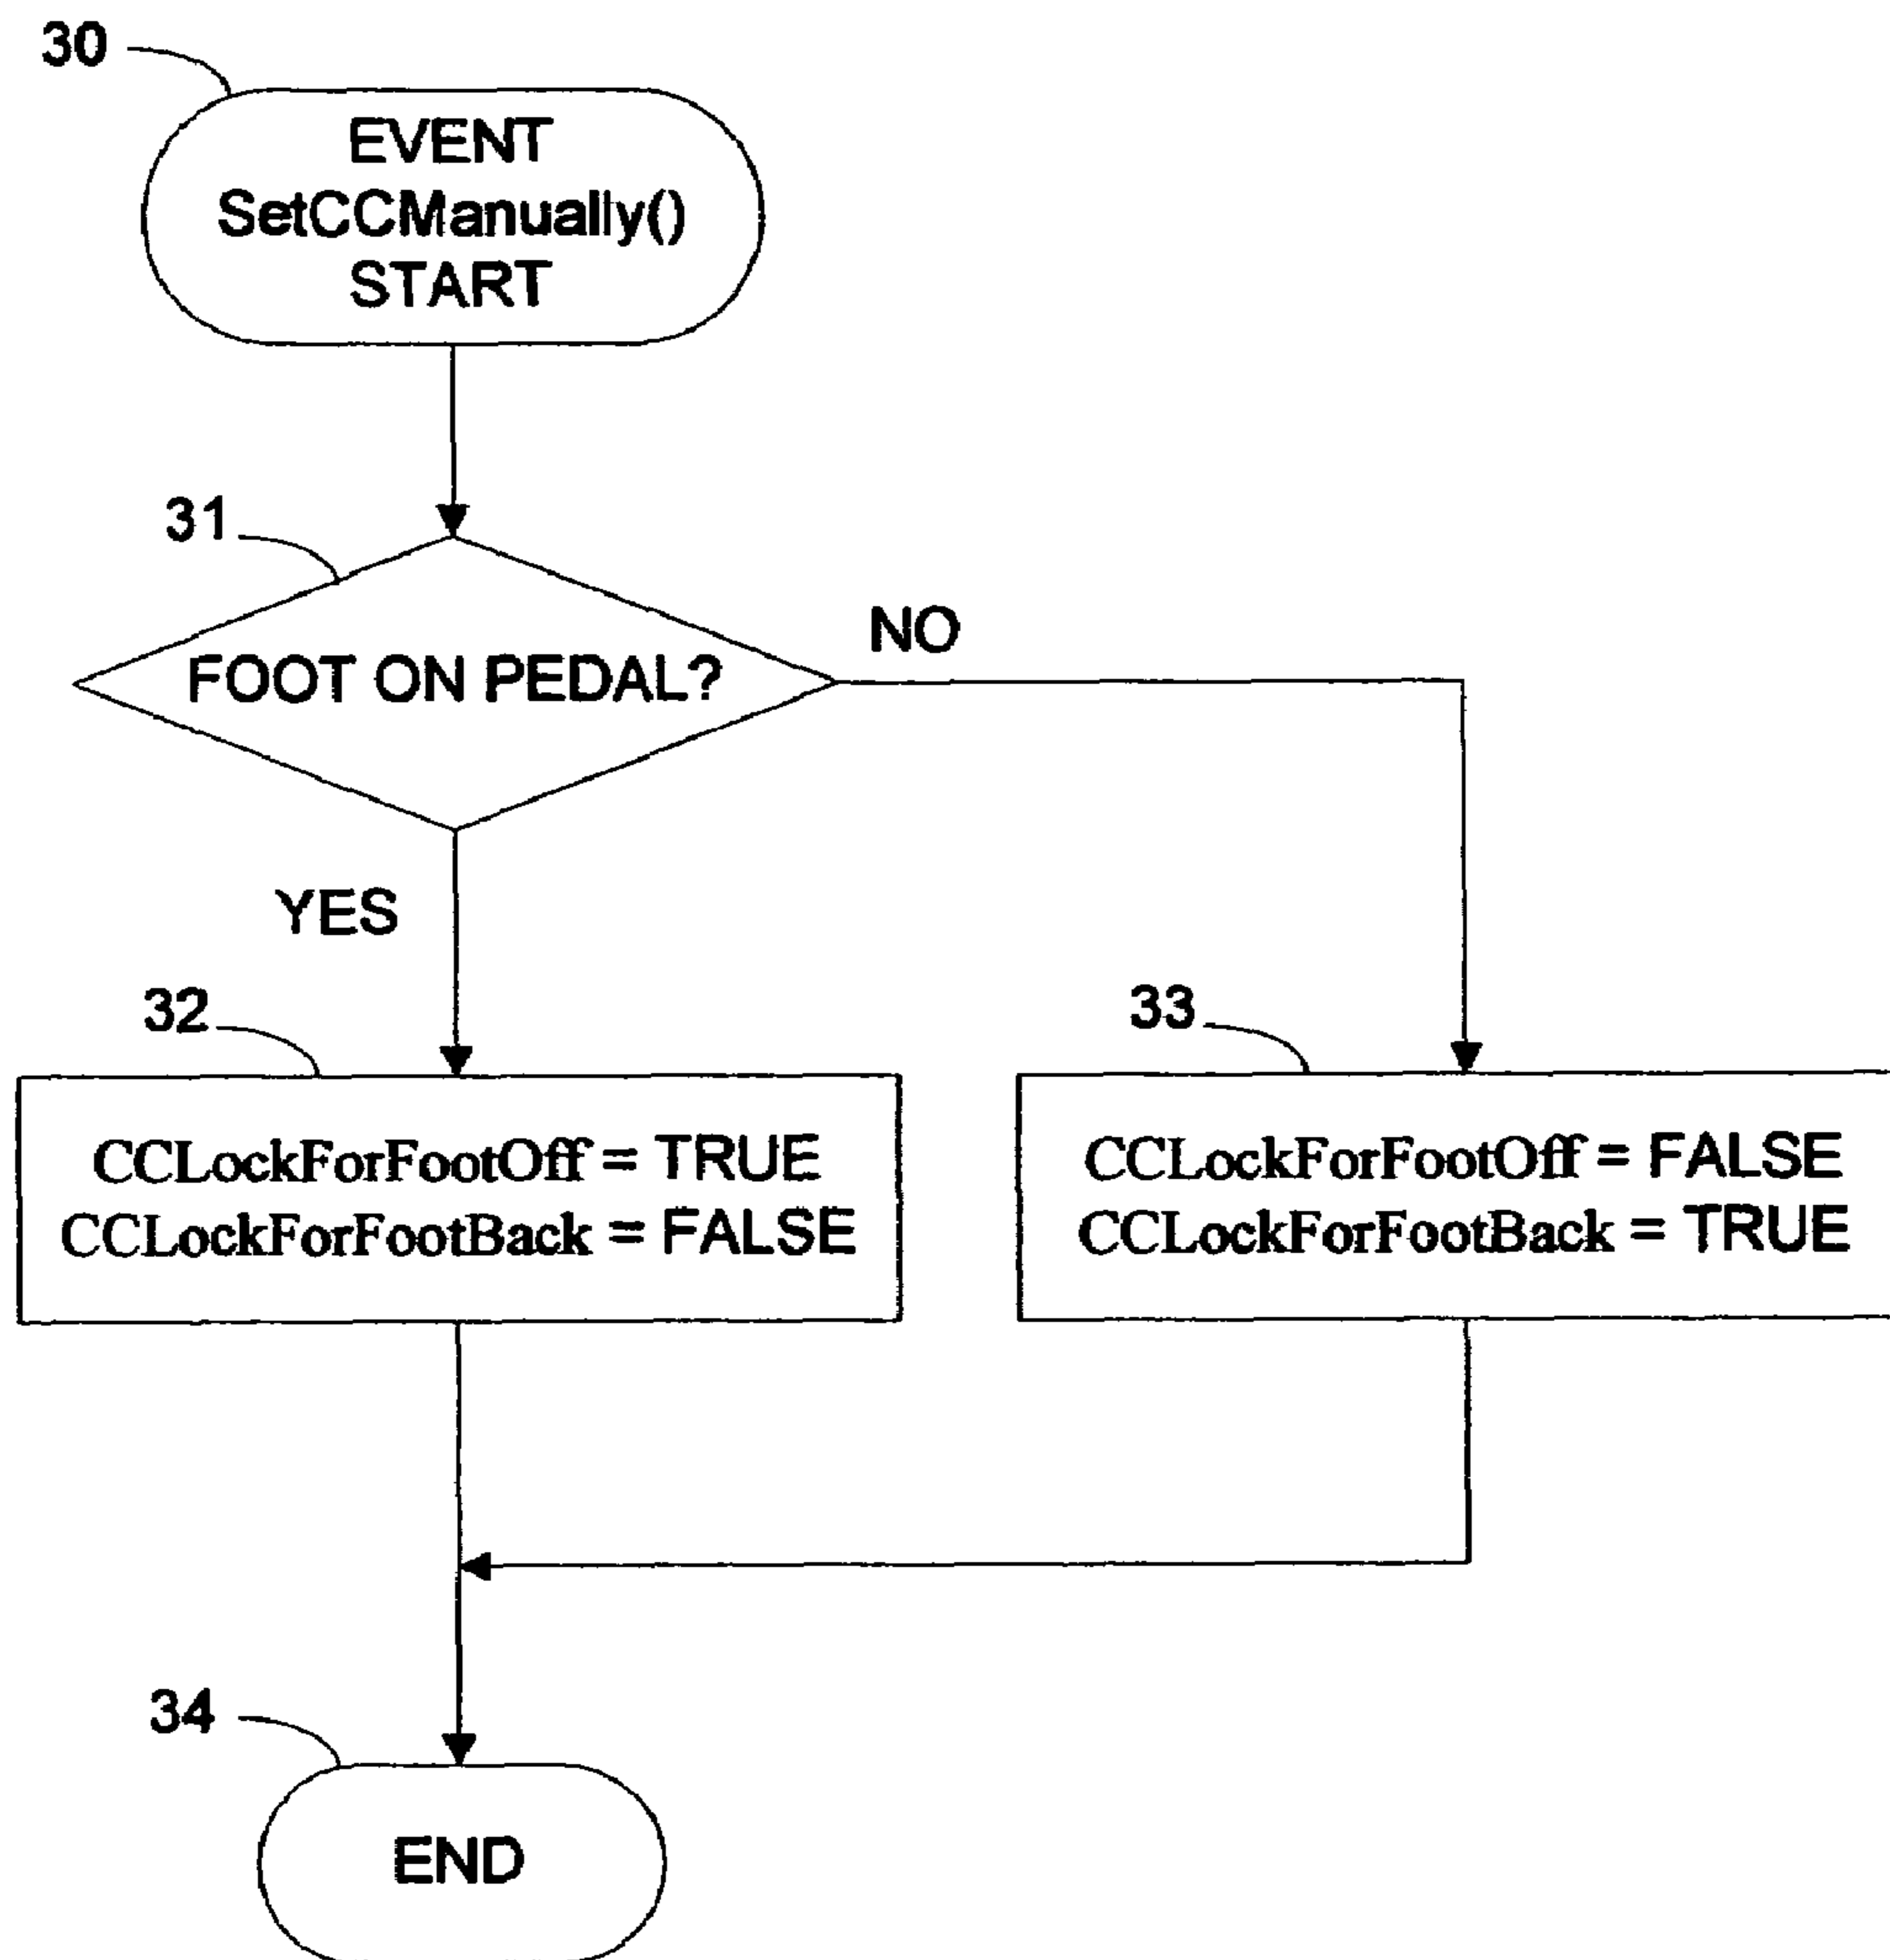 30
EVENT
SetCCManually()
START
31
FOOT ON PEDAL?
NO
YES
32
CCLockForFootOff = TRUE
CCLockForFootBack = FALSE
33
CCLockForFootOff = FALSE
CCLockForFootBack = TRUE
34
END